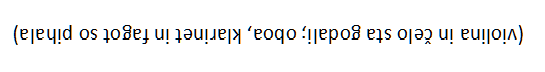 (violina in čelo sta godali; oboa, klarinet in fagot so pihala)